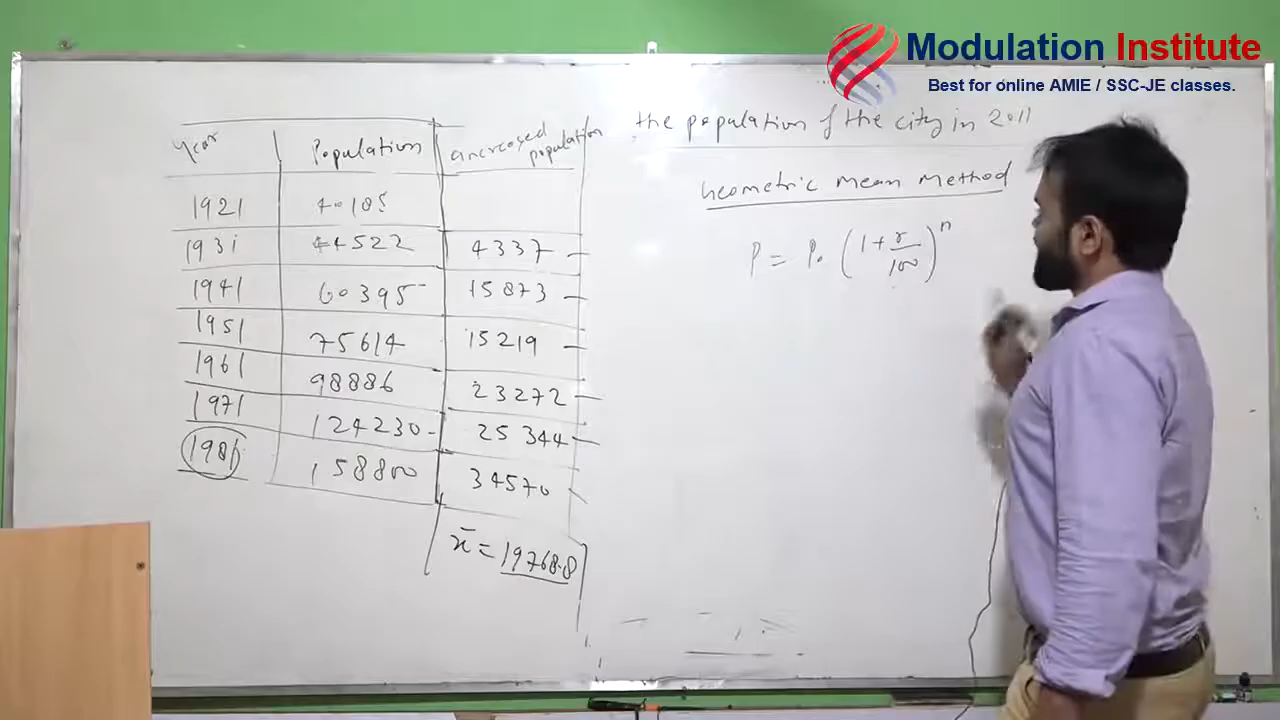 Modulation Institute
Best for online AMIE / SSC-JE classes.
the population of the city in 2011
Geometric mean method
P = P₀ (1 + r/100)^n
Year Population increased population
1921 40185
1931 44522 4337
1941 60395 15873
1951 75614 15219
1961 98886 23272
1971 124230 25344
1981 158800 34570
x̄ = 19768.8